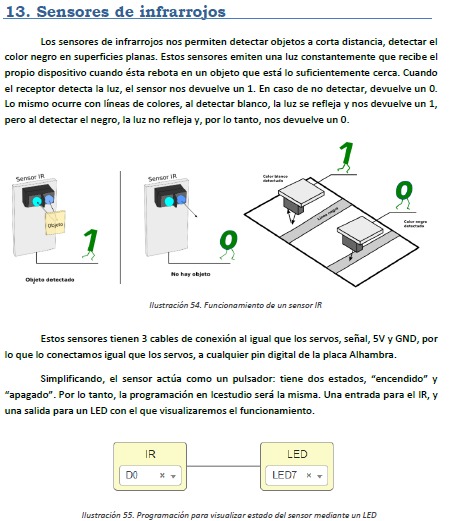 13. Sensores de infrarrojos
Los sensores de infrarrojos nos permiten detectar objetos a corta distancia, detectar el
color negro en superficies planas. Estos sensores emiten una luz constantemente que recibe el
propio dispositivo cuando ésta rebota en un objeto que está lo suficientemente cerca. Cuando
el receptor detecta la luz, el sensor nos devuelve un 1. En caso de no detectar, devuelve un 0.
Lo mismo ocurre con líneas de colores, al detectar blanco, la luz se refleja y nos devuelve un 1,
pero al detectar el negro, la luz no refleja y, por lo tanto, nos devuelve un 0.
Sensor IR
Objeto
1
Objeto detectado
Sensor IR
0
No hay objeto
Color blanco
detectado
1
Linea negra
0
Color negro
detectado
Ilustración 54. Funcionamiento de un sensor IR
Estos sensores tienen 3 cables de conexión al igual que los servos, señal, 5V y GND, por
lo que lo conectamos igual que los servos, a cualquier pin digital de la placa Alhambra.
Simplificando, el sensor actúa como un pulsador: tiene dos estados, “encendido” y
“apagado”. Por lo tanto, la programación en Icestudio será la misma. Una entrada para el IR, y
una salida para un LED con el que visualizaremos el funcionamiento.
IR
D0 ×
LED
LED7 ×
Ilustración 55. Programación para visualizar estado del sensor mediante un LED